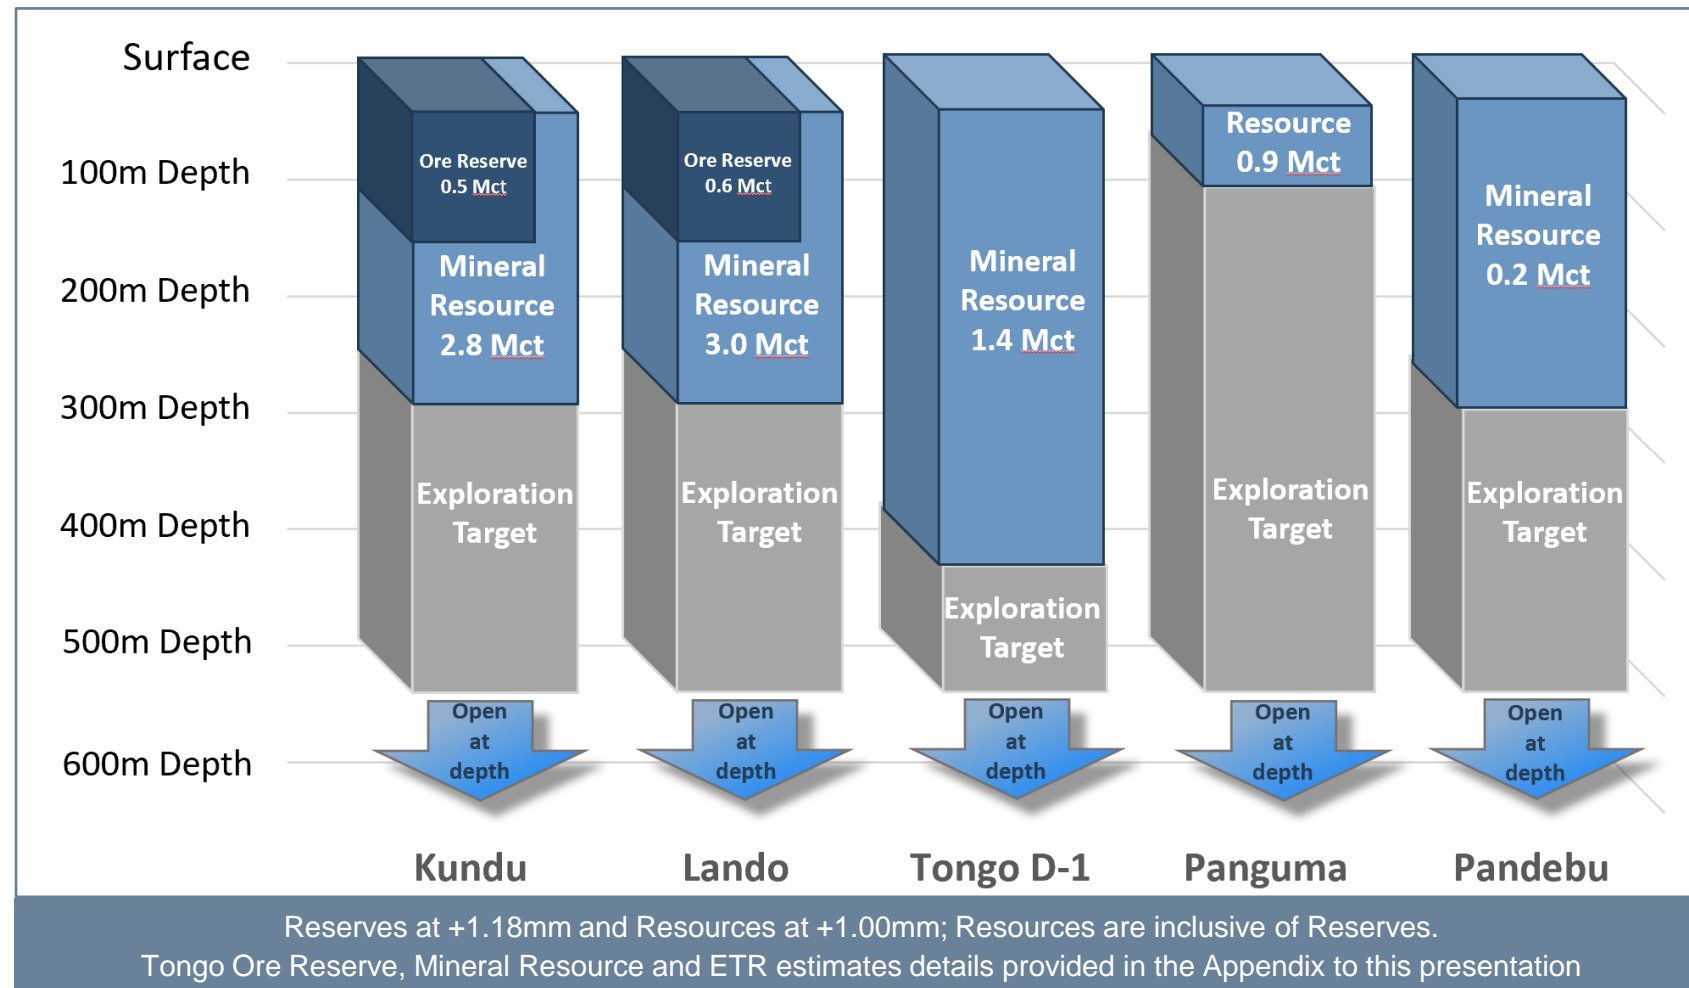 Surface
100m Depth
200m Depth
300m Depth
400m Depth
500m Depth
600m Depth
Ore Reserve
0.5 Mct
Mineral
Resource
2.8 Mct
Exploration
Target
Open
at
depth
Kundu
Ore Reserve
0.6 Mct
Mineral
Resource
3.0 Mct
Exploration
Target
Open
at
depth
Lando
Mineral
Resource
1.4 Mct
Exploration
Target
Open
at
depth
Tongo D-1
Resource
0.9 Mct
Exploration
Target
Open
at
depth
Panguma
Mineral
Resource
0.2 Mct
Exploration
Target
Open
at
depth
Pandebu
Reserves at +1.18mm and Resources at +1.00mm; Resources are inclusive of Reserves.
Tongo Ore Reserve, Mineral Resource and ETR estimates details provided in the Appendix to this presentation